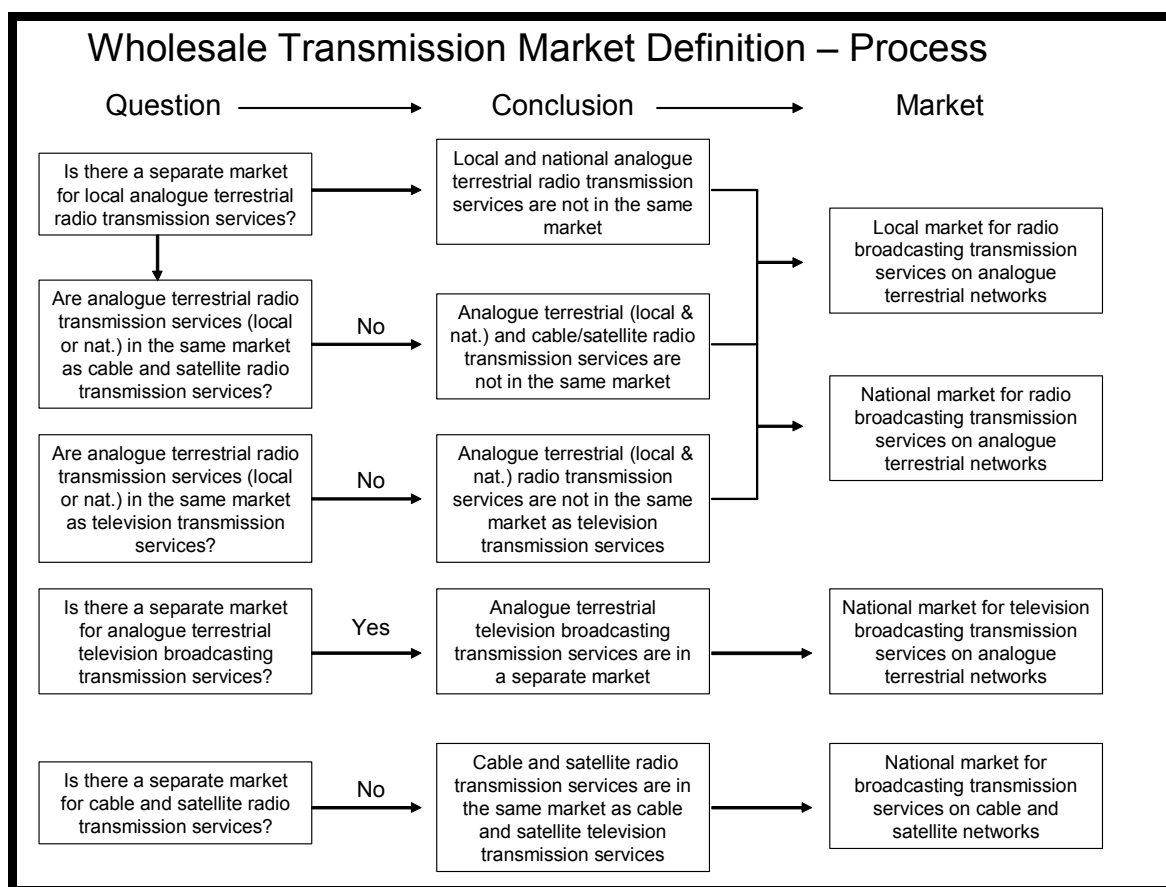 Wholesale Transmission Market Definition – Process
Question
Conclusion
Market
Is there a separate market
for local analogue terrestrial
radio transmission services?
Local and national analogue
terrestrial radio transmission
services are not in the same
market
Local market for radio
broadcasting transmission
services on analogue
terrestrial networks
Are analogue terrestrial radio
transmission services (local
or nat.) in the same market
as cable and satellite radio
transmission services?
No
Analogue terrestrial (local &
nat.) and cable/satellite radio
transmission services are
not in the same market
National market for radio
broadcasting transmission
services on analogue
terrestrial networks
Are analogue terrestrial radio
transmission services (local
or nat.) in the same market
as television transmission
services?
No
Analogue terrestrial (local &
nat.) radio transmission
services are not in the same
market as television
transmission services
Is there a separate market
for analogue terrestrial
television broadcasting
transmission services?
Yes
Analogue terrestrial
television broadcasting
transmission services are in
a separate market
National market for television
broadcasting transmission
services on analogue
terrestrial networks
Is there a separate market
for cable and satellite radio
transmission services?
No
Cable and satellite radio
transmission services are in
the same market as cable
and satellite television
transmission services
National market for
broadcasting transmission
services on cable and
satellite networks